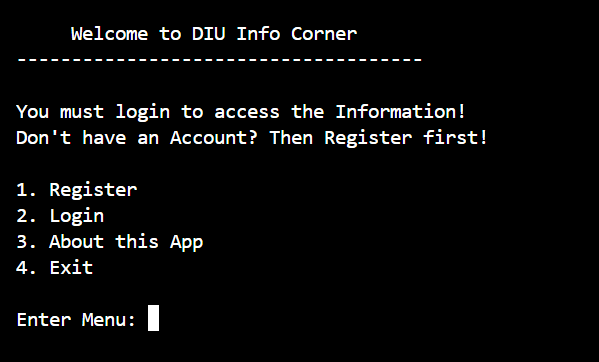 Welcome to DIU Info Corner
-------------------------------------
You must login to access the Information!
Don't have an Account? Then Register first!
1. Register
2. Login
3. About this App
4. Exit
Enter Menu: